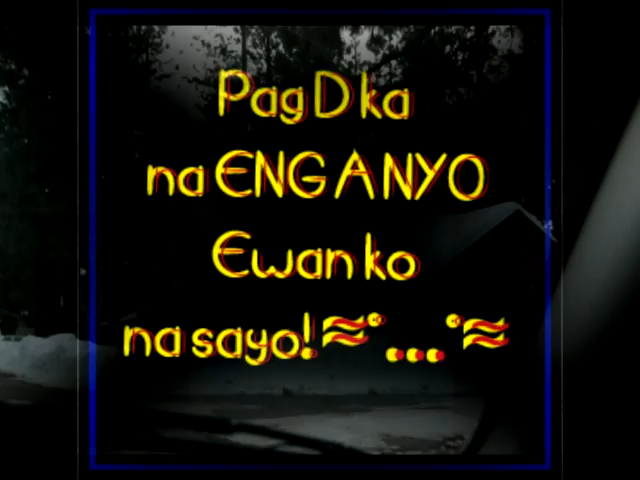 Pag D ka
na ENGANYO
Ewan ko
na sayo!≈°...°≈